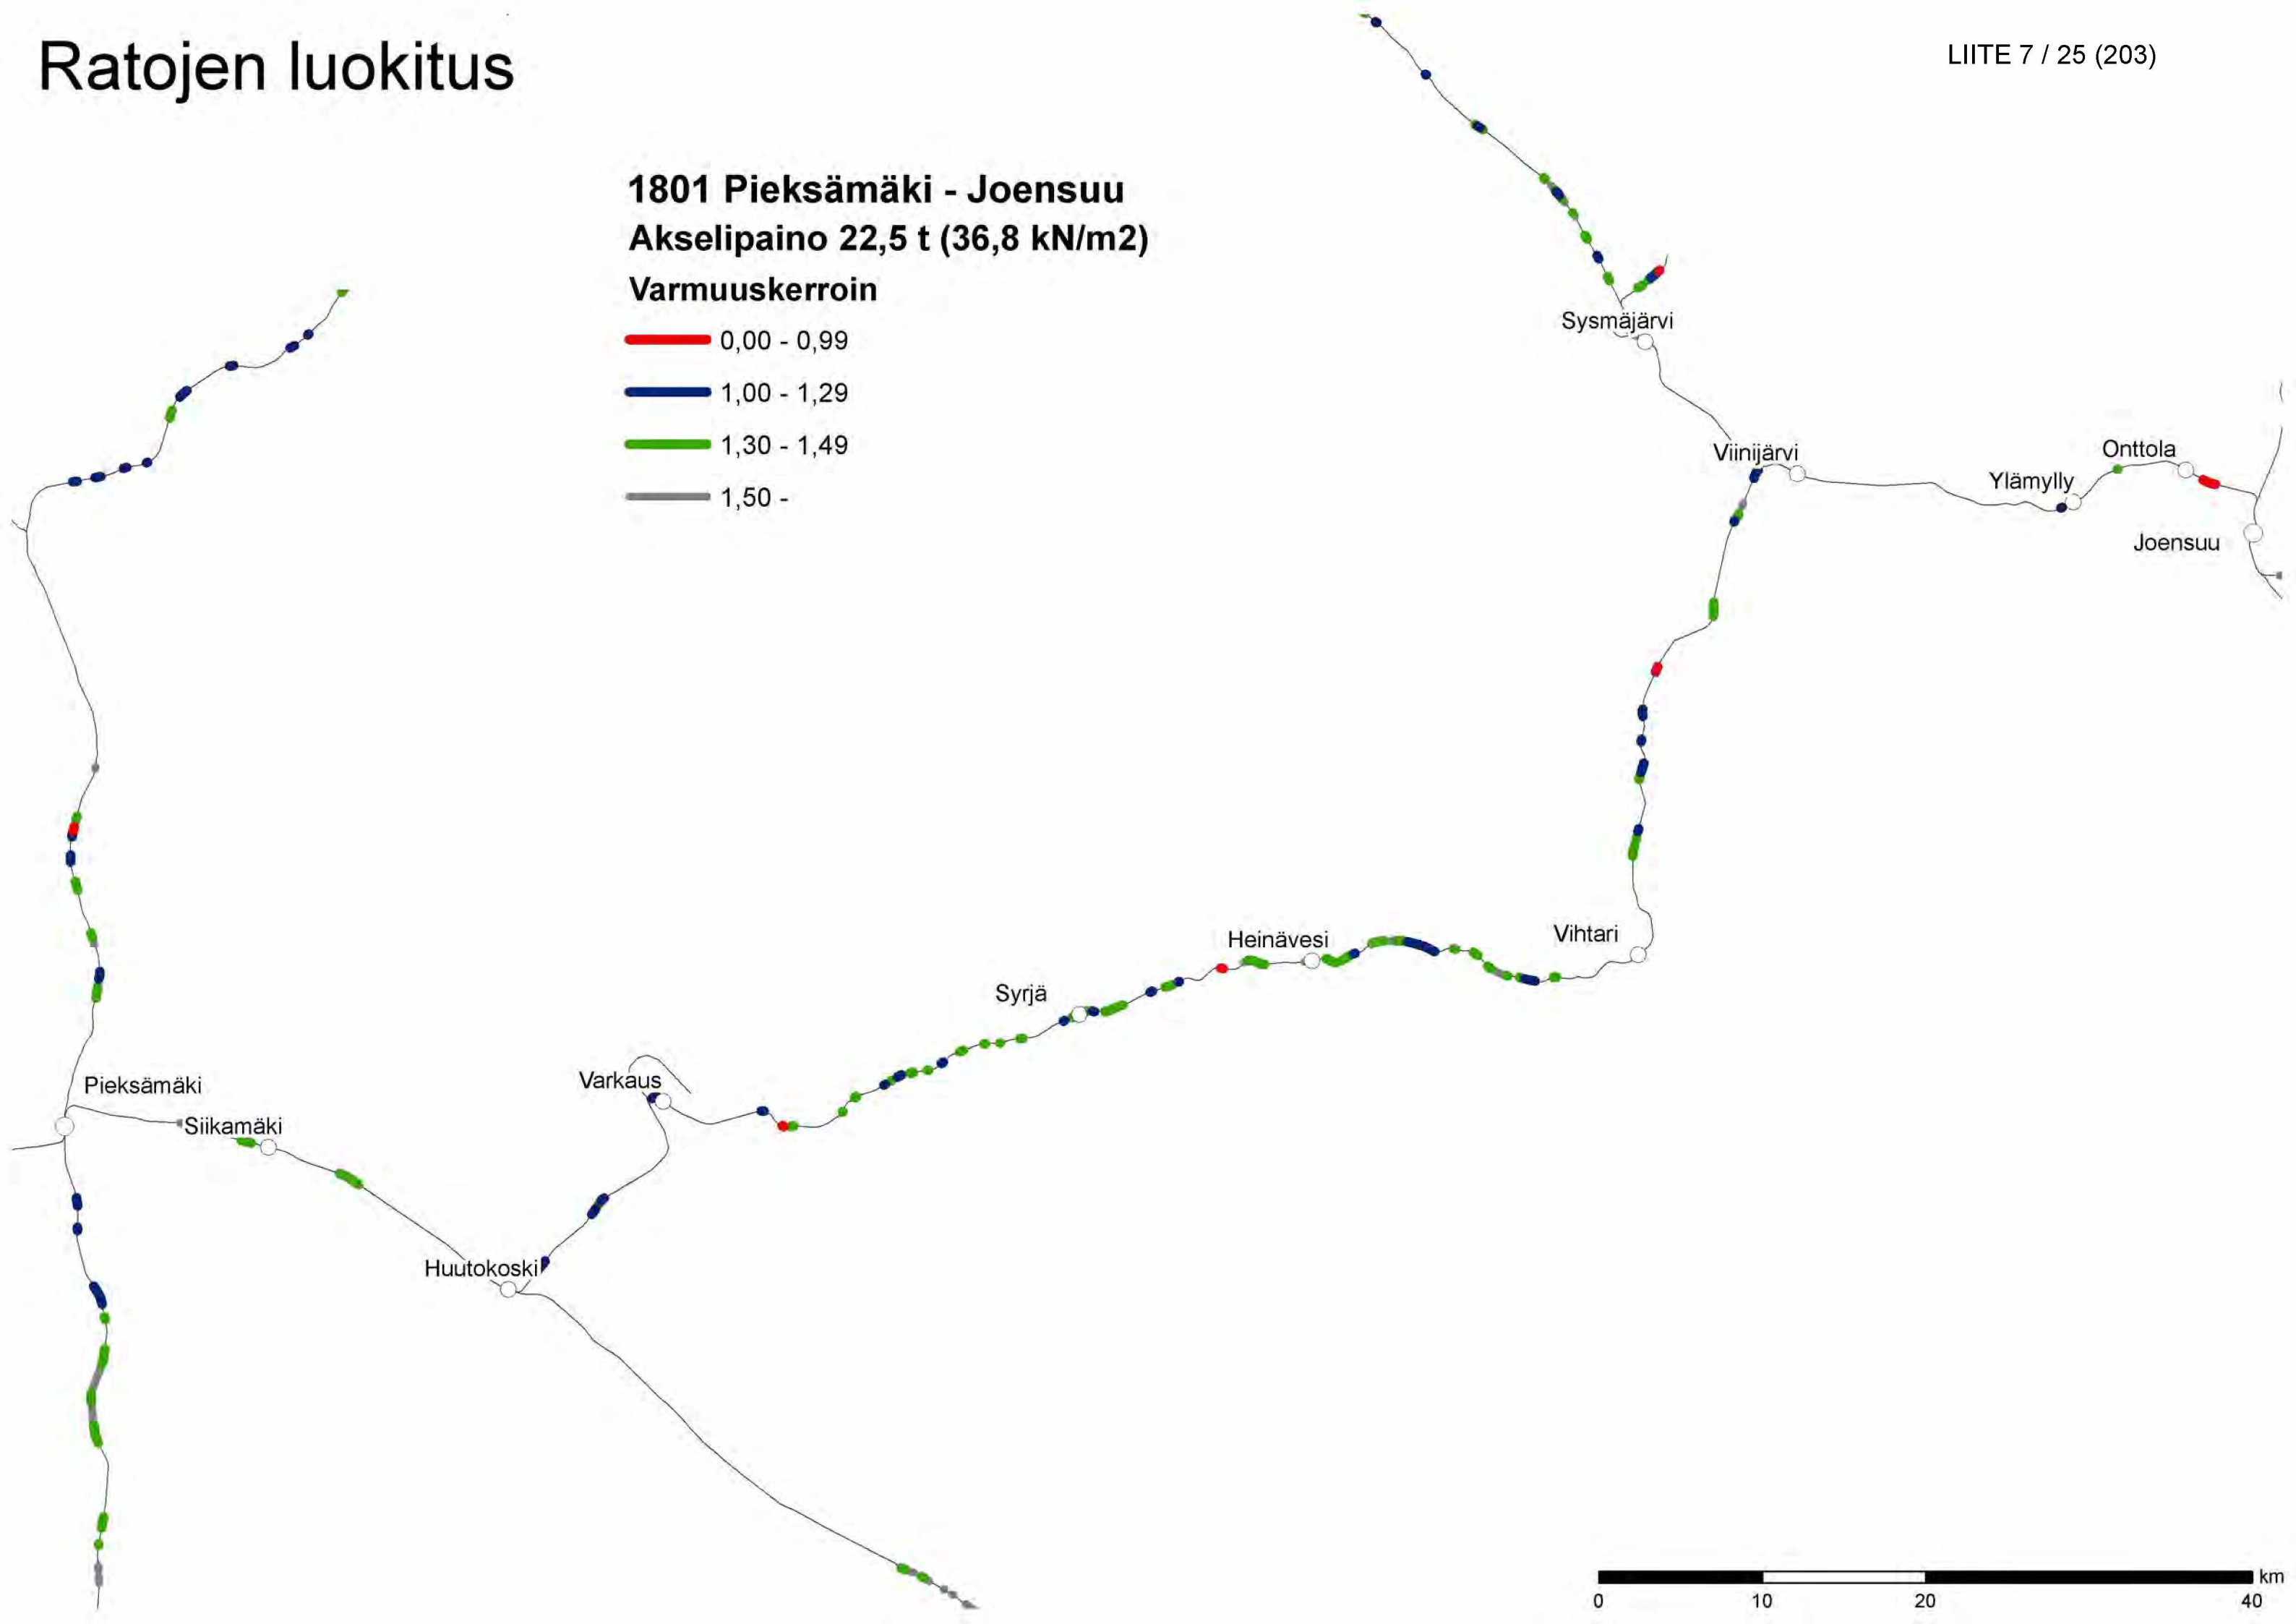 Ratojen luokitus
LIITE 7 / 25 (203)
1801 Pieksämäki - Joensuu
Akselipaino 22,5 t (36,8 kN/m2)
Varmuuskerroin
0,00 - 0,99
1,00 - 1,29
1,30 - 1,49
1,50 -
Sysmäjärvi
Viinijärvi
Onttola
Ylämylly
Joensuu
Heinävesi
Vihtari
Syrjä
Varkaus
Pieksämäki
Siikamäki
Huutokoski
km
0 10 20 40